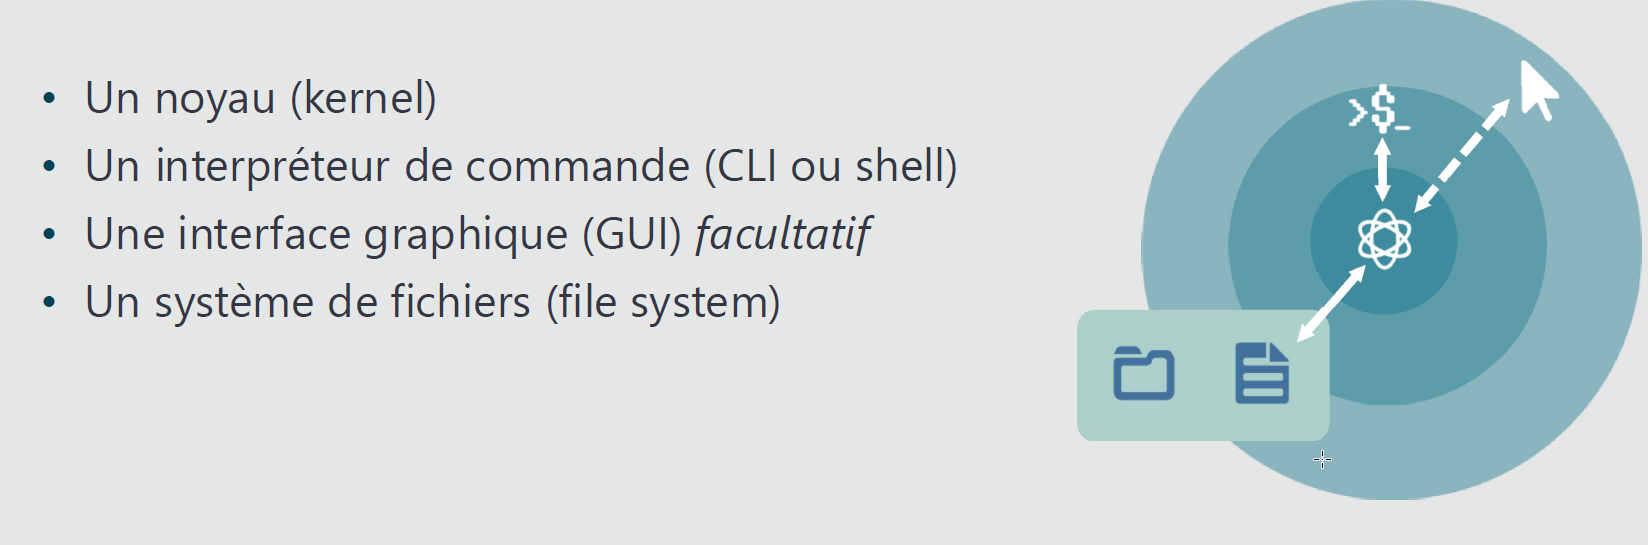 • Un noyau (kernel)
• Un interpréteur de commande (CLI ou shell)
• Une interface graphique (GUI) facultatif
• Un système de fichiers (file system)
>$_